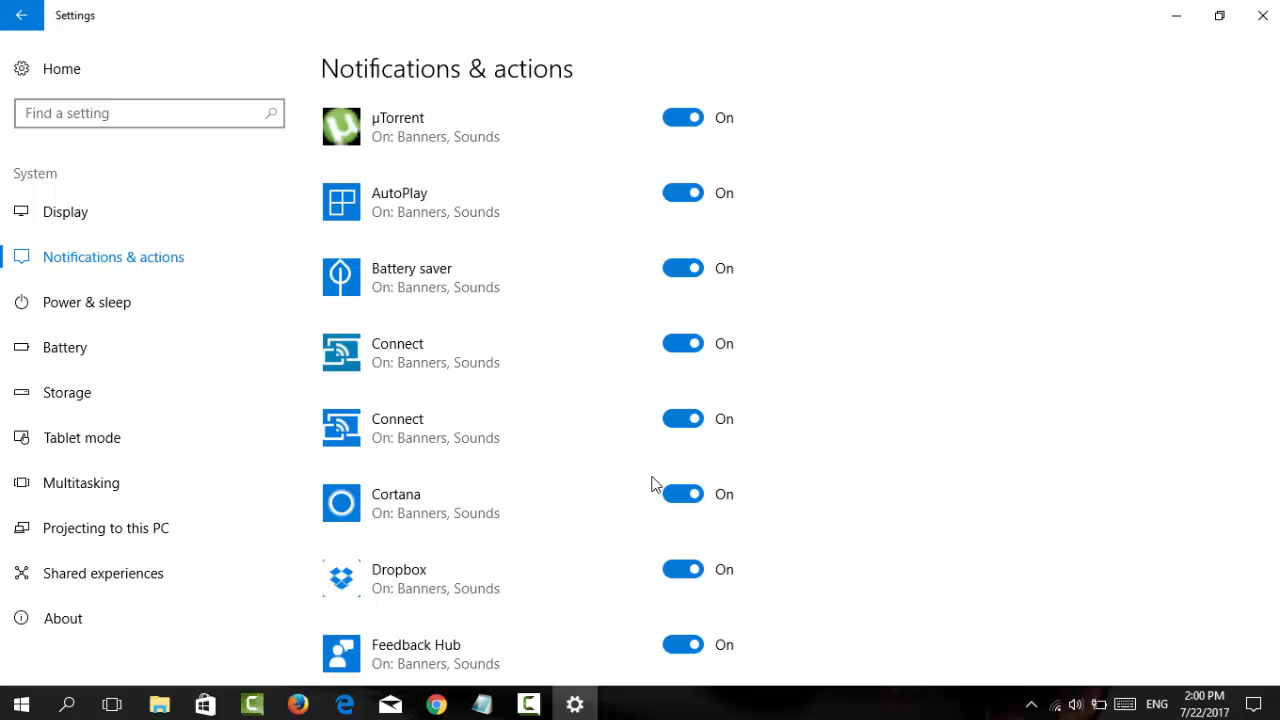 Settings
Home
Find a setting
System
Display
Notifications & actions
Power & sleep
Battery
Storage
Tablet mode
Multitasking
Projecting to this PC
Shared experiences
About
Notifications & actions
µTorrent
On: Banners, Sounds
On
AutoPlay
On: Banners, Sounds
On
Battery saver
On: Banners, Sounds
On
Connect
On: Banners, Sounds
On
Connect
On: Banners, Sounds
On
Cortana
On: Banners, Sounds
On
Dropbox
On: Banners, Sounds
On
Feedback Hub
On: Banners, Sounds
On
ENG
2:00 PM
7/22/2017